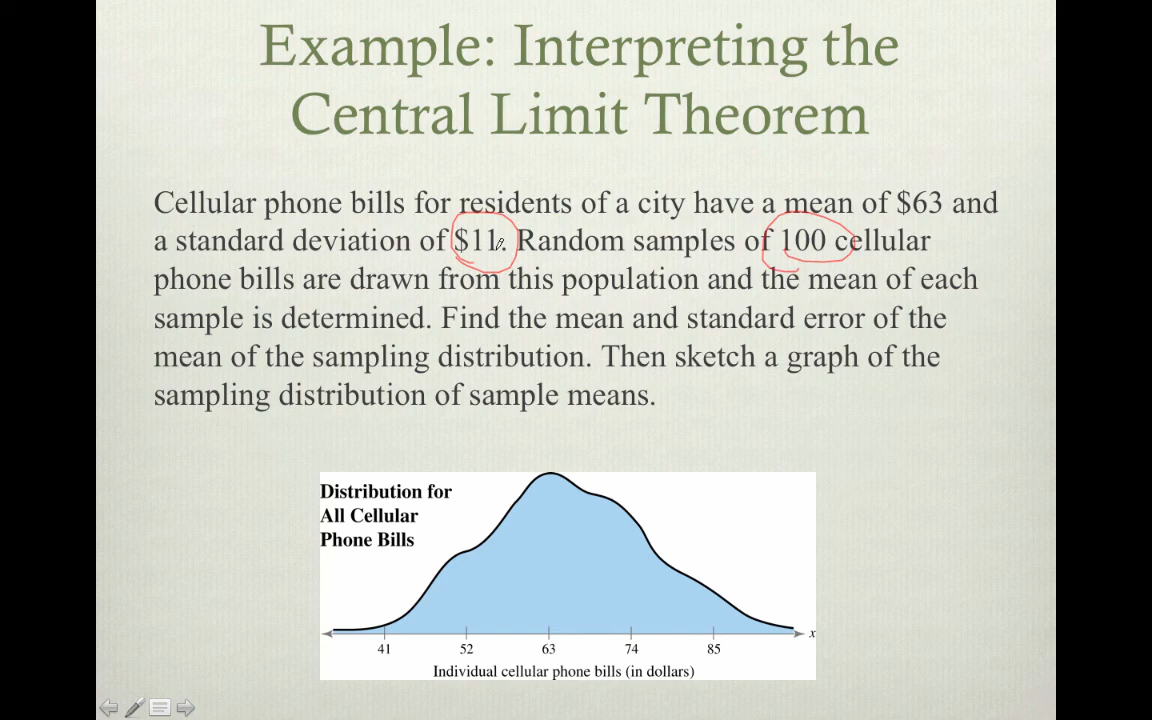 Example: Interpreting the
Central Limit Theorem
Cellular phone bills for residents of a city have a mean of $63 and
a standard deviation of $11. Random samples of 100 cellular
phone bills are drawn from this population and the mean of each
sample is determined. Find the mean and standard error of the
mean of the sampling distribution. Then sketch a graph of the
sampling distribution of sample means.
Distribution for
All Cellular
Phone Bills
x
41 52 63 74 85
Individual cellular phone bills (in dollars)